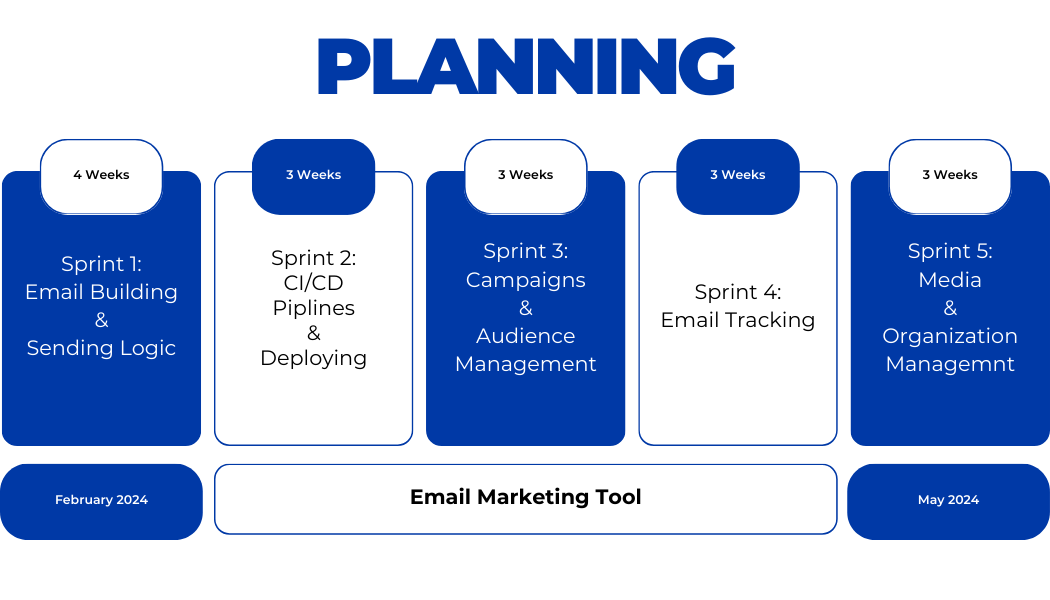 PLANNING
4 Weeks
Sprint 1:
Email Building
&
Sending Logic
3 Weeks
Sprint 2:
CI/CD
Piplines
&
Deploying
3 Weeks
Sprint 3:
Campaigns
&
Audience
Management
3 Weeks
Sprint 4:
Email Tracking
3 Weeks
Sprint 5:
Media
&
Organization
Managemnt
February 2024
Email Marketing Tool
May 2024